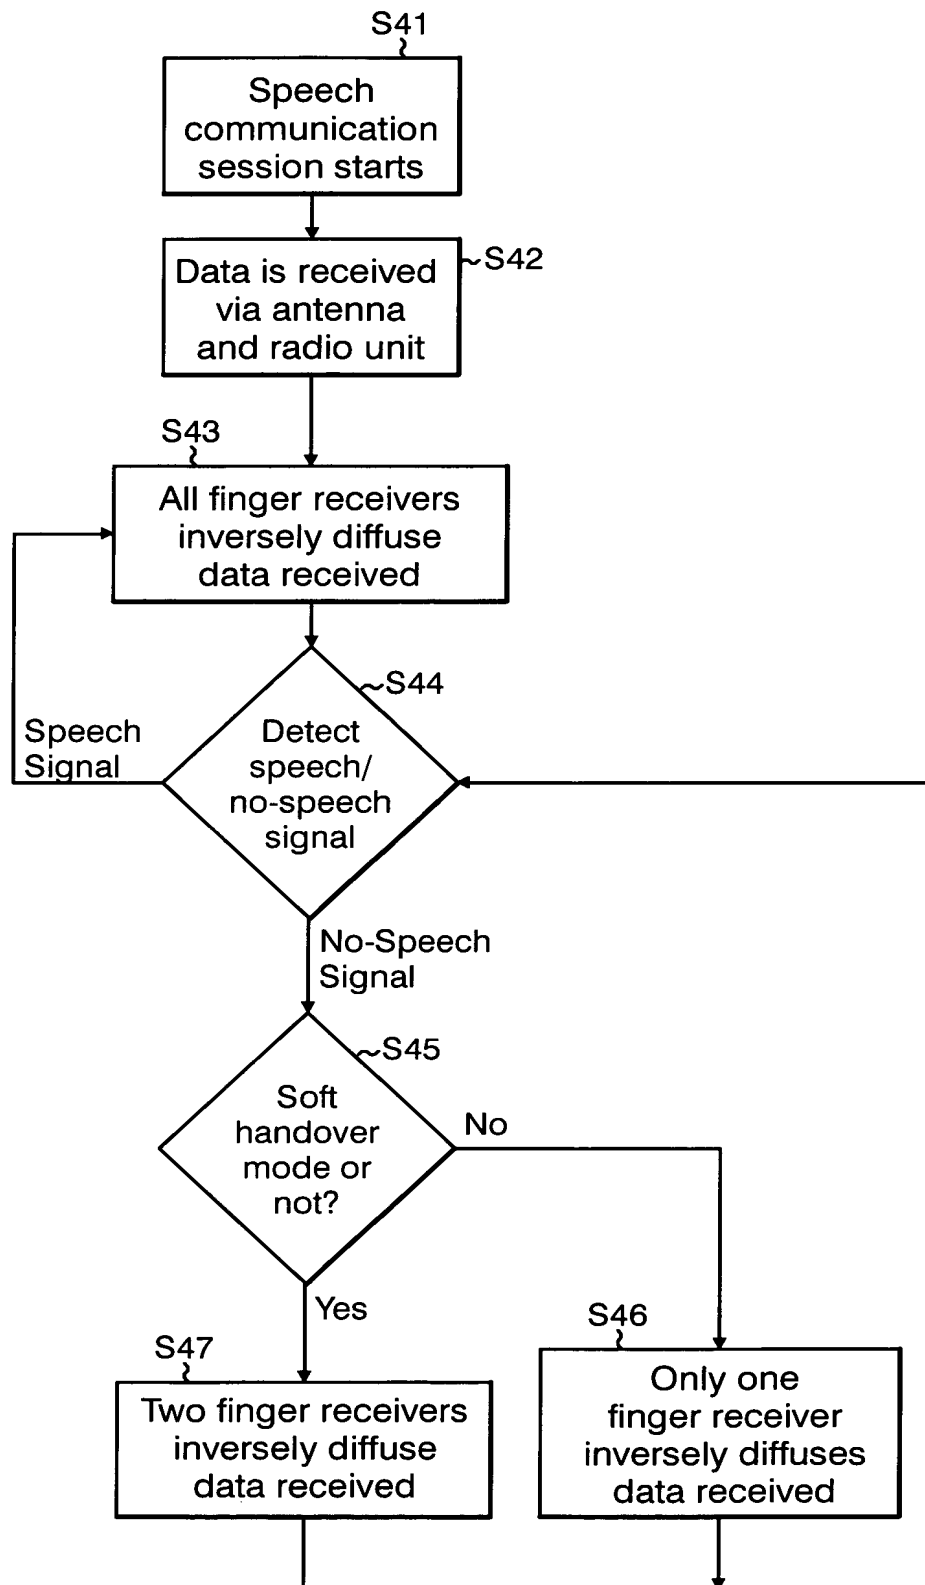 S41
Speech
communication
session starts
S42
Data is received
via antenna
and radio unit
S43
All finger receivers
inversely diffuse
data received
S44
Detect
speech/
no-speech
signal
Speech
Signal
No-Speech
Signal
S45
Soft
handover
mode or
not?
No
Yes
S46
Only one
finger receiver
inversely diffuses
data received
S47
Two finger receivers
inversely diffuse
data received